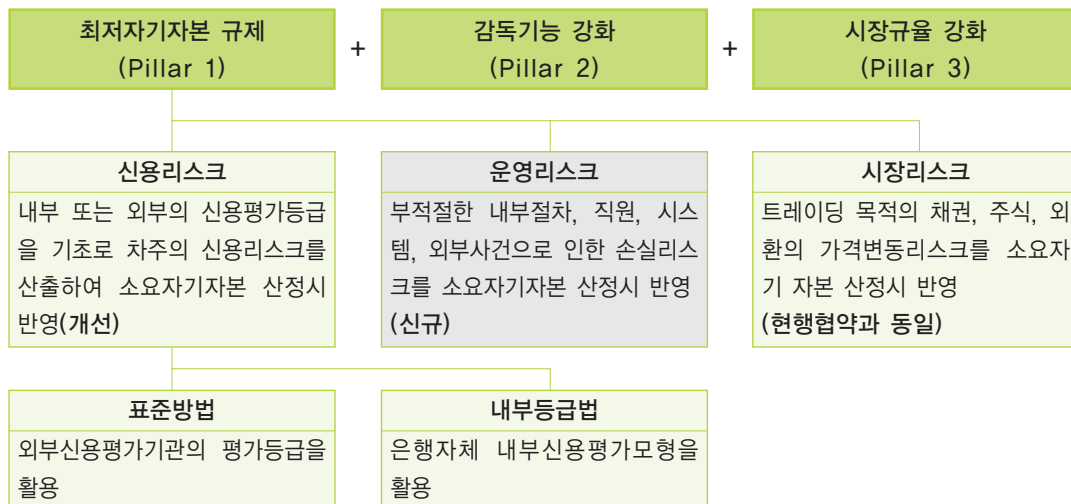 최저자기자본 규제
(Pillar 1)
+
감독기능 강화
(Pillar 2)
+
시장규율 강화
(Pillar 3)
신용리스크
내부 또는 외부의 신용평가등급
을 기초로 차주의 신용리스크를
산출하여 소요자기자본 산정시
반영(개선)
운영리스크
부적절한 내부절차, 직원, 시스
템, 외부사건으로 인한 손실리스
크를 소요자기자본 산정시 반영
(신규)
시장리스크
트레이딩 목적의 채권, 주식, 외
환의 가격변동리스크를 소요자
기 자본 산정시 반영
(현행협약과 동일)
표준방법
외부신용평가기관의 평가등급을
활용
내부등급법
은행자체 내부신용평가모형을
활용